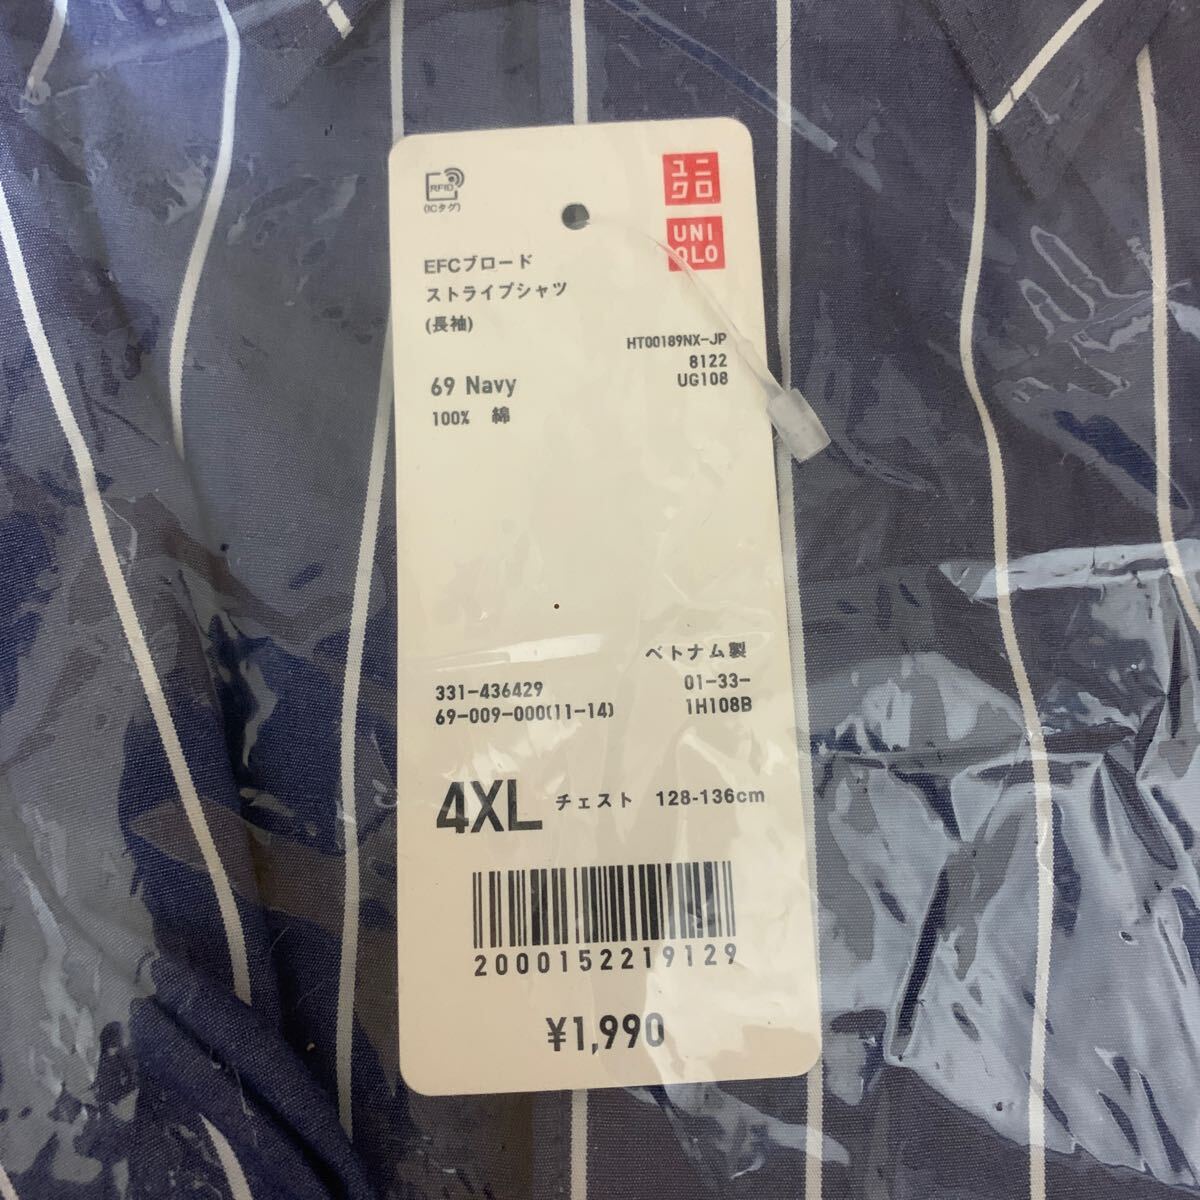 RFID
(ICタグ)
ユニ
クロ
UNI
QLO
EFCブロード
ストライプシャツ
(長袖)
HT00189NX-JP
8122
UG108
69 Navy
100% 綿
ベトナム製
331-436429
01-33-
69-009-000(11-14)
1H108B
4XL チェスト 128-136cm
2000152219129
¥1,990